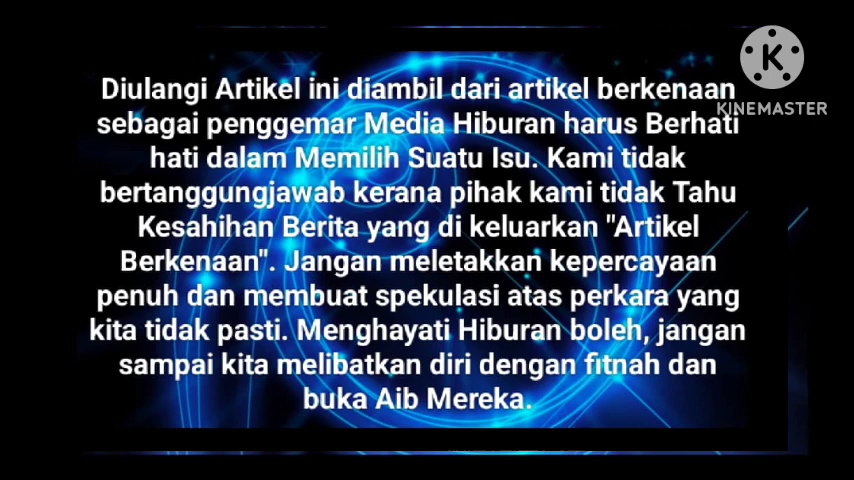 Diulangi Artikel ini diambil dari artikel berkenaan
sebagai penggemar Media Hiburan harus Berhati
hati dalam Memilih Suatu Isu. Kami tidak
bertanggungjawab kerana pihak kami tidak Tahu
Kesahihan Berita yang di keluarkan "Artikel
Berkenaan". Jangan meletakkan kepercayaan
penuh dan membuat spekulasi atas perkara yang
kita tidak pasti. Menghayati Hiburan boleh, jangan
sampai kita melibatkan diri dengan fitnah dan
buka Aib Mereka.
K
KINEMASTER